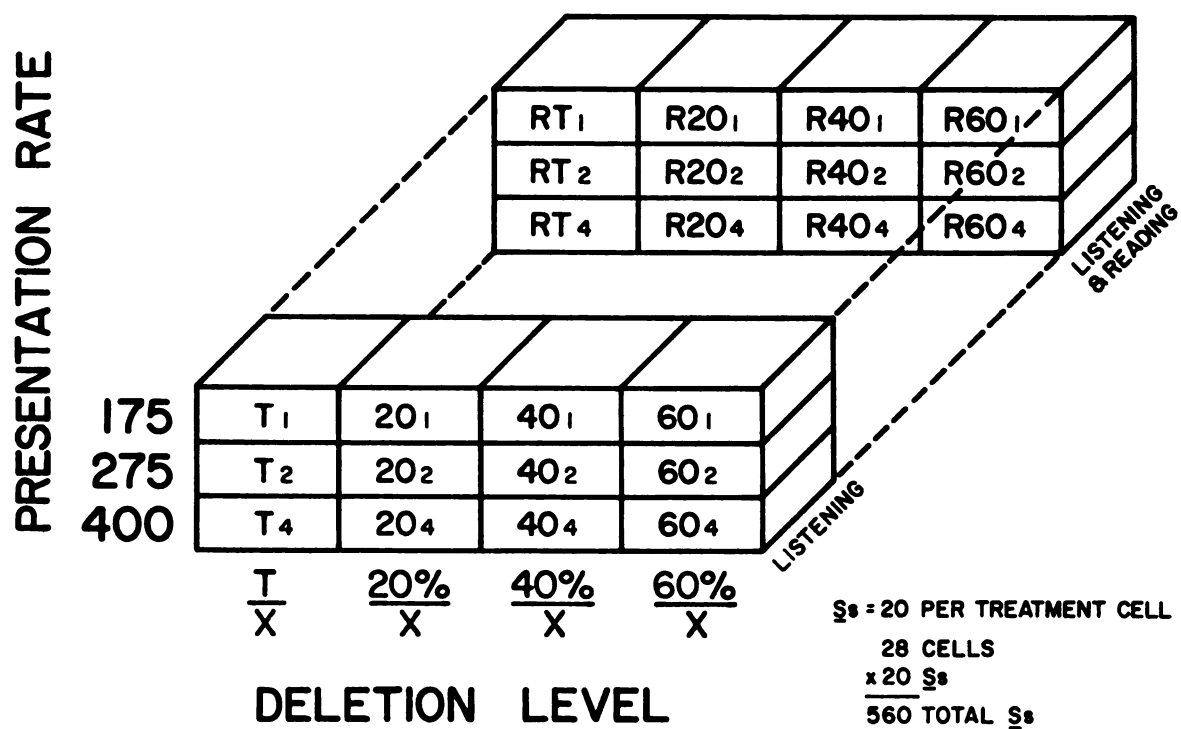 PRESENTATION RATE
RT1 R201 R401 R601
RT2 R202 R402 R602
RT4 R204 R404 R604
LISTENING
& READING
175 T1 201 401 601
275 T2 202 402 602
400 T4 204 404 604
LISTENING
T 20% 40% 60%
X X X X
DELETION LEVEL
Ss = 20 PER TREATMENT CELL
28 CELLS
x 20 Ss
560 TOTAL Ss